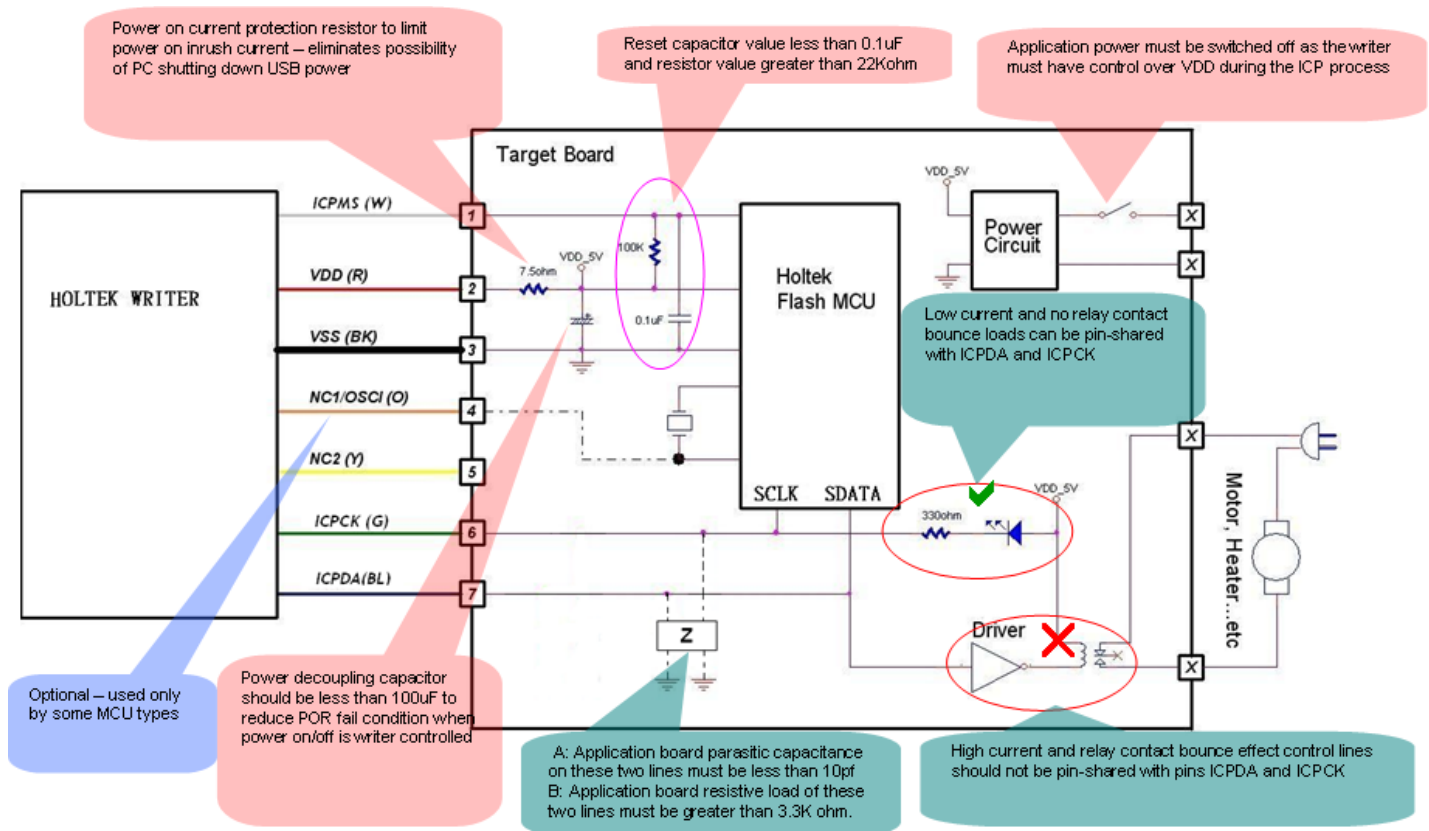 Power on current protection resistor to limit
power on inrush current – eliminates possibility
of PC shutting down USB power
Reset capacitor value less than 0.1uF
and resistor value greater than 22Kohm
Application power must be switched off as the writer
must have control over VDD during the ICP process
Target Board
HOLTEK WRITER
ICPMS (W)
1
VDD (R)
2
VSS (BK)
3
NC1/OSCI (O)
4
NC2 (Y)
5
ICPCK (G)
6
ICPDA(BL)
7
7.5ohm
VDD_5V
100K
0.1uF
Holtek
Flash MCU
SCLK SDATA
VDD_5V
Power
Circuit
X
X
Low current and no relay contact
bounce loads can be pin-shared
with ICPDA and ICPCK
330ohm
VDD_5V
X
Motor, Heater...etc
Driver
X
Z
Optional – used only
by some MCU types
Power decoupling capacitor
should be less than 100uF to
reduce POR fail condition when
power on/off is writer controlled
A: Application board parasitic capacitance
on these two lines must be less than 10pf
B: Application board resistive load of these
two lines must be greater than 3.3K ohm.
High current and relay contact bounce effect control lines
should not be pin-shared with pins ICPDA and ICPCK